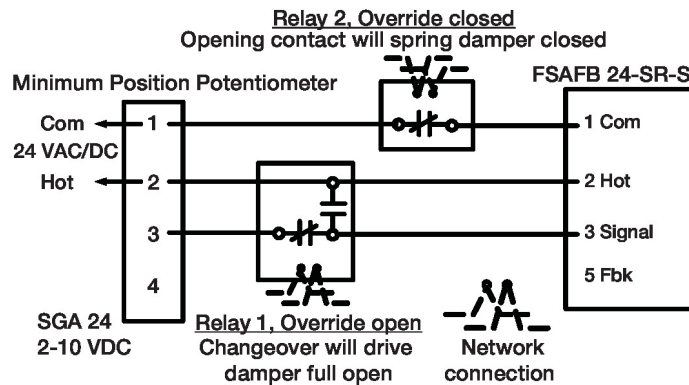 Relay 2, Override closed
Opening contact will spring damper closed
Minimum Position Potentiometer
FSAFB 24-SR-S
Com
1
1 Com
24 VAC/DC
Hot
2
2 Hot
3
3 Signal
4
5 Fbk
SGA 24
2-10 VDC
Relay 1, Override open
Changeover will drive
damper full open
Network
connection